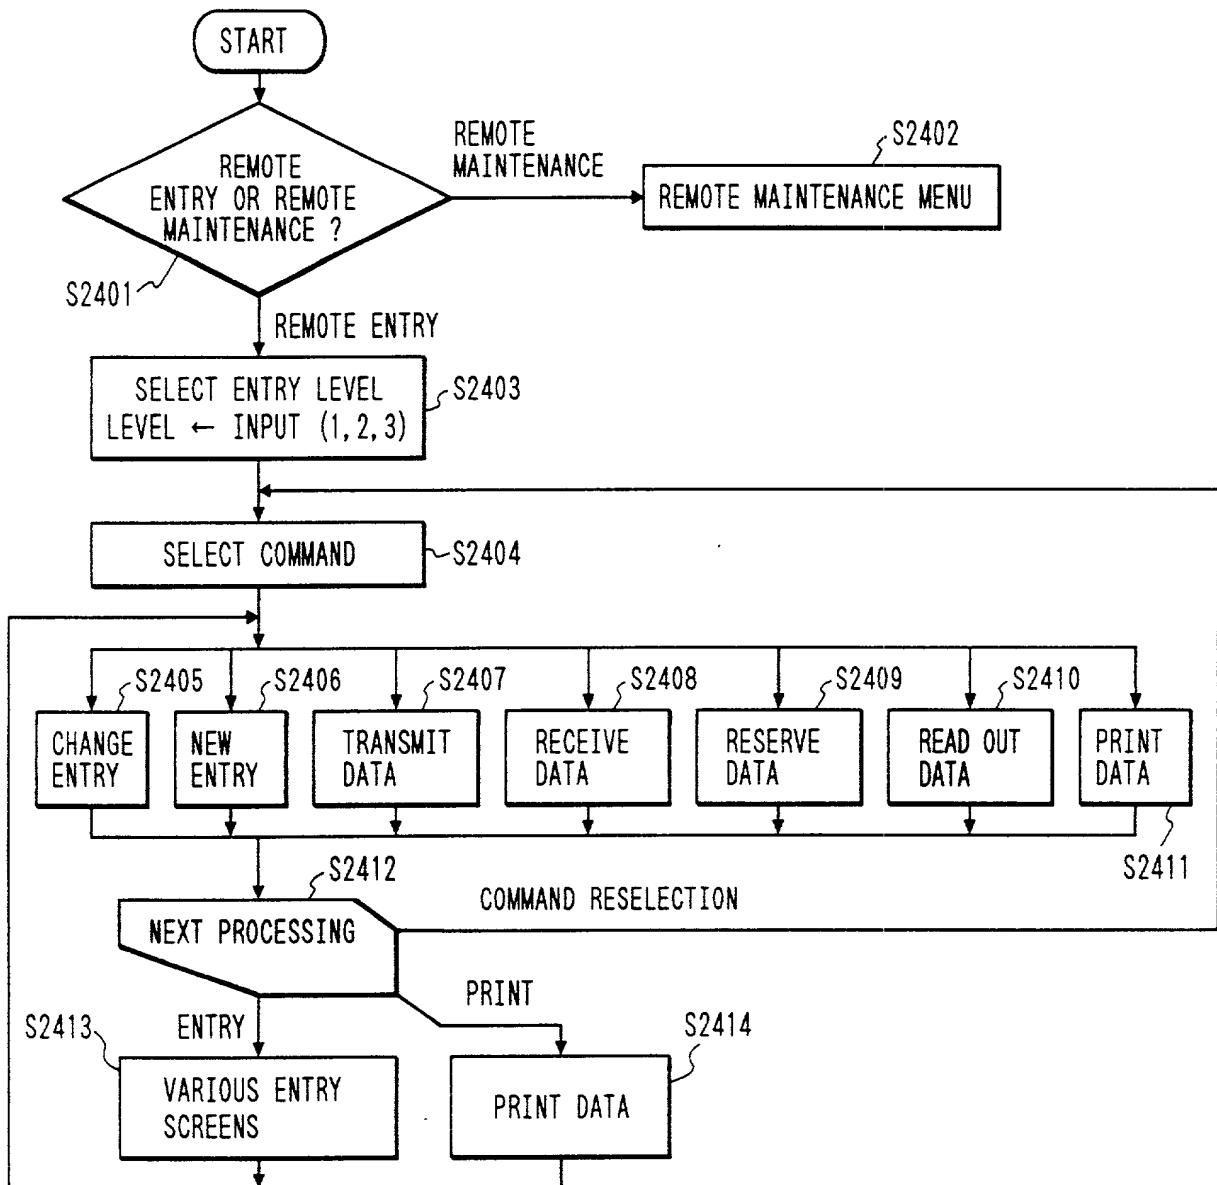 START
REMOTE
ENTRY OR REMOTE
MAINTENANCE ?
S2401
REMOTE
MAINTENANCE
S2402
REMOTE MAINTENANCE MENU
REMOTE ENTRY
SELECT ENTRY LEVEL
LEVEL ← INPUT (1,2,3)
S2403
SELECT COMMAND
S2404
S2405
CHANGE
ENTRY
S2406
NEW
ENTRY
S2407
TRANSMIT
DATA
S2408
RECEIVE
DATA
S2409
RESERVE
DATA
S2410
READ OUT
DATA
PRINT
DATA
S2411
S2412
NEXT PROCESSING
COMMAND RESELECTION
PRINT
ENTRY
S2413
VARIOUS ENTRY
SCREENS
S2414
PRINT DATA